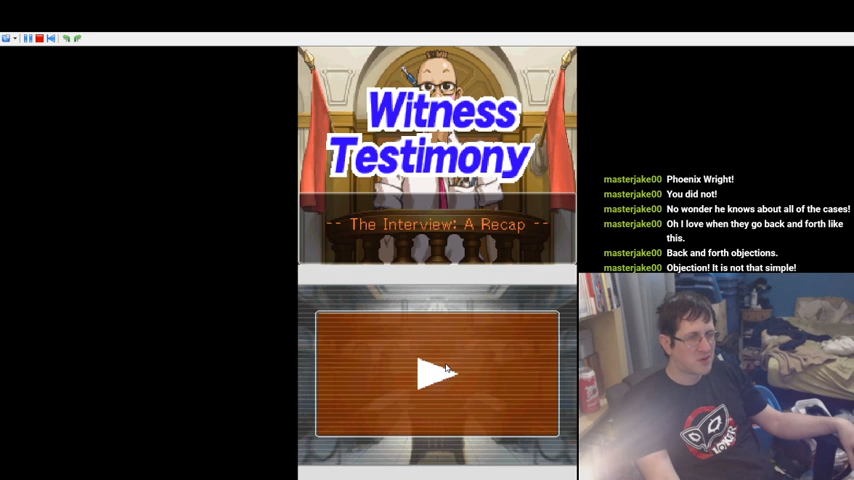 Witness
Testimony
-- The Interview: A Recap --
masterjake00 Phoenix Wright!
masterjake00 You did not!
masterjake00 No wonder he knows about all of the cases!
masterjake00 Oh I love when they go back and forth like
this.
masterjake00 Back and forth objections.
masterjake00 Objection! It is not that simple!
JOKER